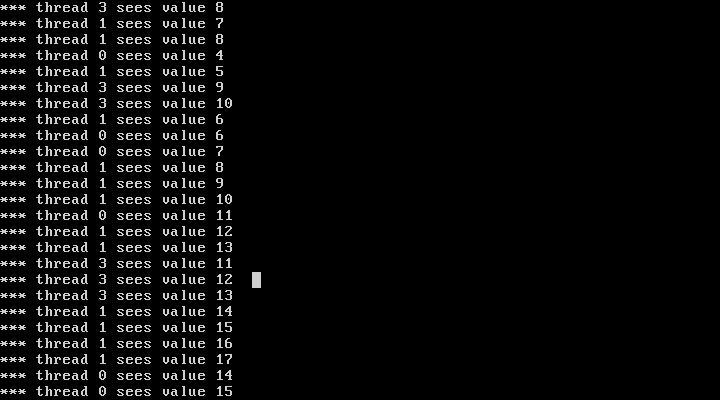 *** thread 3 sees value 8
*** thread 1 sees value 7
*** thread 1 sees value 8
*** thread 0 sees value 4
*** thread 1 sees value 5
*** thread 3 sees value 9
*** thread 3 sees value 10
*** thread 1 sees value 6
*** thread 0 sees value 6
*** thread 0 sees value 7
*** thread 1 sees value 8
*** thread 1 sees value 9
*** thread 1 sees value 10
*** thread 0 sees value 11
*** thread 1 sees value 12
*** thread 1 sees value 13
*** thread 3 sees value 11
*** thread 3 sees value 12
*** thread 3 sees value 13
*** thread 1 sees value 14
*** thread 1 sees value 15
*** thread 1 sees value 16
*** thread 1 sees value 17
*** thread 0 sees value 14
*** thread 0 sees value 15